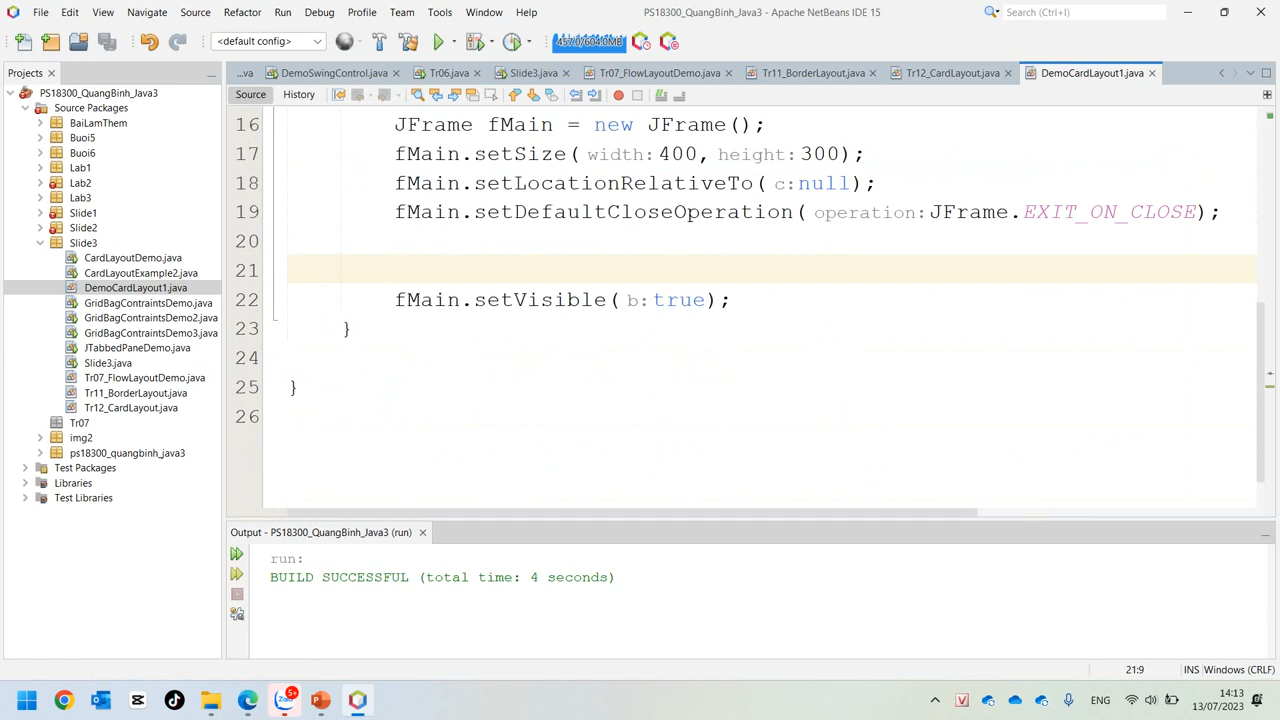 File Edit View Navigate Source Refactor Run Debug Profile Team Tools Window Help
PS18300_QuangBinh_Java3 - Apache NetBeans IDE 15
Search (Ctrl+I)
<default config>
457.0/604.0MB
Projects
...va
DemoSwingControl.java
Tr06.java
Slide3.java
Tr07_FlowLayoutDemo.java
Tr11_BorderLayout.java
Tr12_CardLayout.java
DemoCardLayout1.java
Source History
PS18300_QuangBinh_Java3
Source Packages
BaiLamThem
Buoi5
Buoi6
Lab1
Lab2
Lab3
Slide1
Slide2
Slide3
CardLayoutDemo.java
CardLayoutExample2.java
DemoCardLayout1.java
GridBagContraintsDemo.java
GridBagContraintsDemo2.java
GridBagContraintsDemo3.java
JTabbedPaneDemo.java
Slide3.java
Tr07_FlowLayoutDemo.java
Tr11_BorderLayout.java
Tr12_CardLayout.java
Tr07
img2
ps18300_quangbinh_java3
Test Packages
Libraries
Test Libraries
16 JFrame fMain = new JFrame();
17 fMain.setSize(width:400, height:300);
18 fMain.setLocationRelativeTo(c:null);
19 fMain.setDefaultCloseOperation(operation:JFrame.EXIT_ON_CLOSE);
20
21
22 fMain.setVisible(b:true);
23 }
24
25 }
26
Output - PS18300_QuangBinh_Java3 (run)
run:
BUILD SUCCESSFUL (total time: 4 seconds)
21:9 INS Windows (CRLF)
Zalo
5+
V
ENG
14:13
13/07/2023